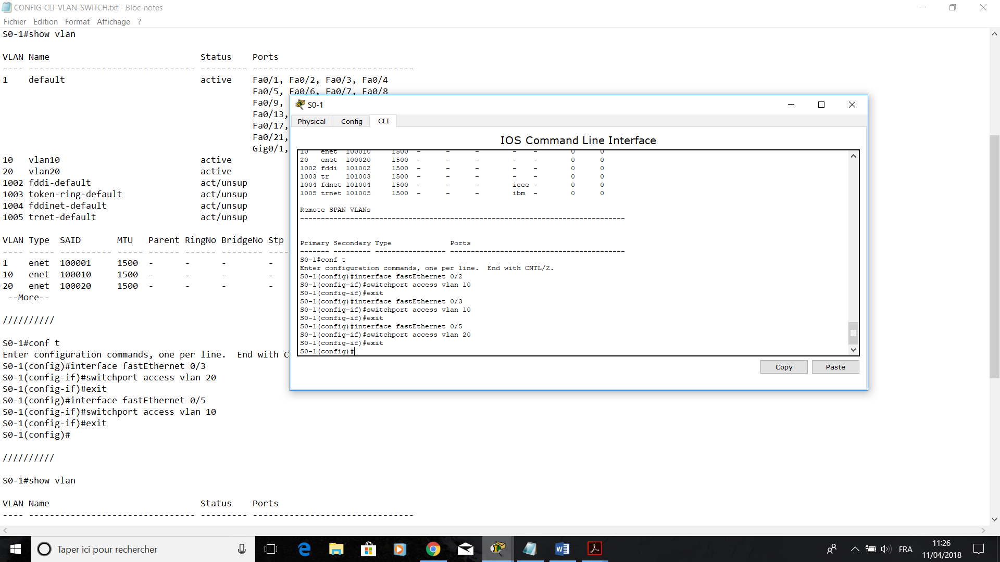 CONFIG-CLI-VLAN-SWITCH.txt - Bloc-notes
Fichier Edition Format Affichage ?
S0-1#show vlan
VLAN Name                             Status    Ports
---- -------------------------------- --------- -------------------------------
1    default                          active    Fa0/1, Fa0/2, Fa0/3, Fa0/4
Fa0/5, Fa0/6, Fa0/7, Fa0/8
Fa0/9,
Fa0/13,
Fa0/17,
Fa0/21,
Gig0/1,
10   vlan10                           active
20   vlan20                           active
1002 fddi-default                     act/unsup
1003 token-ring-default               act/unsup
1004 fddinet-default                  act/unsup
1005 trnet-default                    act/unsup
VLAN Type  SAID       MTU   Parent RingNo BridgeNo Stp
---- ----- ---------- ----- ------ ------ -------- ----
1    enet  100001     1500  -      -      -        -
10   enet  100010     1500  -      -      -        -
20   enet  100020     1500  -      -      -        -
--More--
//////////
S0-1#conf t
Enter configuration commands, one per line.  End with C
S0-1(config)#interface fastEthernet 0/3
S0-1(config-if)#switchport access vlan 20
S0-1(config-if)#exit
S0-1(config)#interface fastEthernet 0/5
S0-1(config-if)#switchport access vlan 10
S0-1(config-if)#exit
S0-1(config)#
//////////
S0-1#show vlan
VLAN Name                             Status    Ports
---- -------------------------------- --------- -------------------------------
S0-1
Physical Config CLI
IOS Command Line Interface
10   enet  100010     1500  -      -      -        -   -        0      0
20   enet  100020     1500  -      -      -        -   -        0      0
1002 fddi  101002     1500  -      -      -        -   -        0      0
1003 tr    101003     1500  -      -      -        -   -        0      0
1004 fdnet 101004     1500  -      -      -        ieee -       0      0
1005 trnet 101005     1500  -      -      -        ibm  -       0      0
Remote SPAN VLANs
------------------------------------------------------------------------------
Primary Secondary Type              Ports
------- --------- ----------------- ------------------------------------------
S0-1#conf t
Enter configuration commands, one per line.  End with CNTL/Z.
S0-1(config)#interface fastEthernet 0/2
S0-1(config-if)#switchport access vlan 10
S0-1(config-if)#exit
S0-1(config)#interface fastEthernet 0/3
S0-1(config-if)#switchport access vlan 10
S0-1(config-if)#exit
S0-1(config)#interface fastEthernet 0/5
S0-1(config-if)#switchport access vlan 20
S0-1(config-if)#exit
S0-1(config)#
Copy Paste
Taper ici pour rechercher
FRA
11:26
11/04/2018